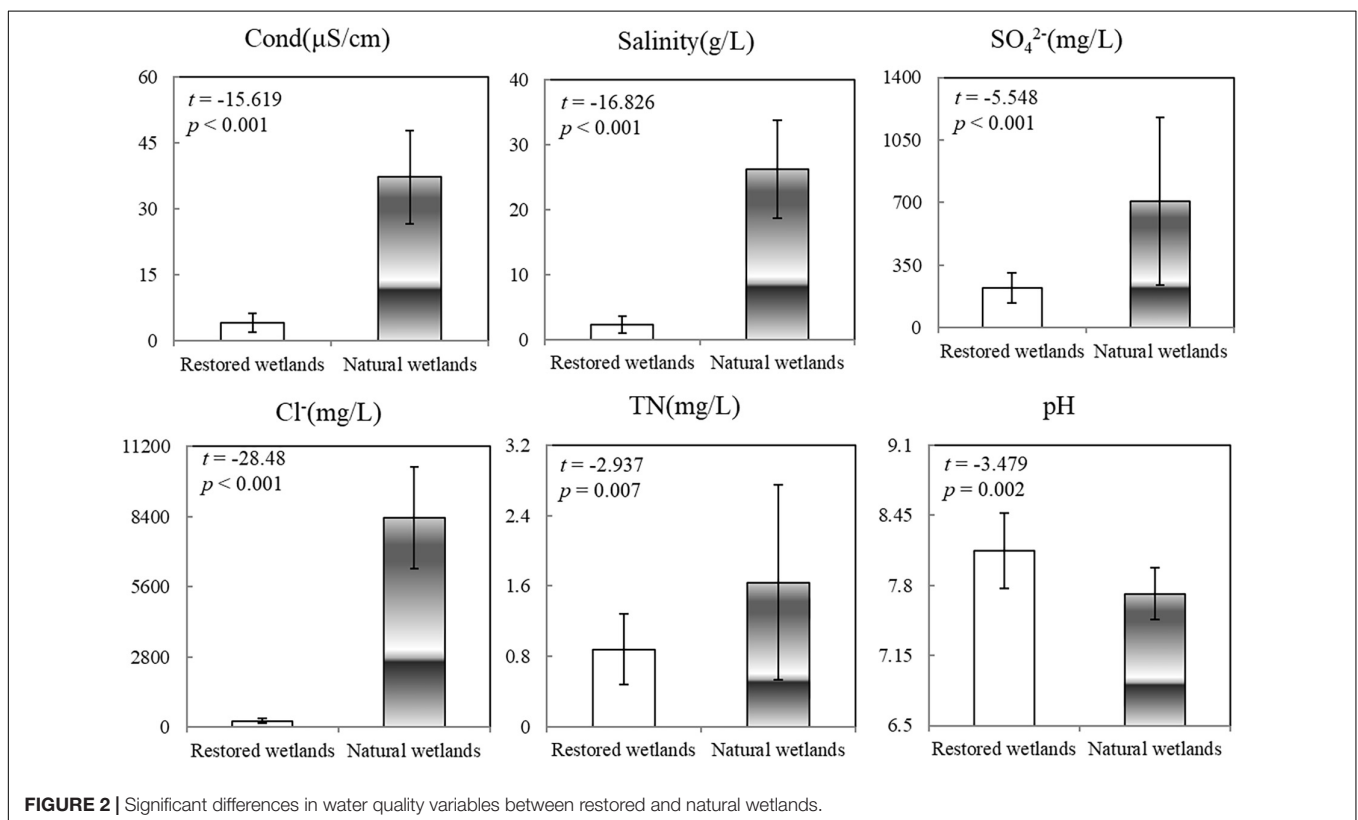 Cond(µS/cm)
60
45
30
15
0
t = -15.619
p < 0.001
Restored wetlands Natural wetlands
Salinity(g/L)
40
30
20
10
0
t = -16.826
p < 0.001
Restored wetlands Natural wetlands
SO₄²⁻(mg/L)
1400
1050
700
350
0
t = -5.548
p < 0.001
Restored wetlands Natural wetlands
Cl⁻(mg/L)
11200
8400
5600
2800
0
t = -28.48
p < 0.001
Restored wetlands Natural wetlands
TN(mg/L)
3.2
2.4
1.6
0.8
0
t = -2.937
p = 0.007
Restored wetlands Natural wetlands
pH
9.1
8.45
7.8
7.15
6.5
t = -3.479
p = 0.002
Restored wetlands Natural wetlands
FIGURE 2 | Significant differences in water quality variables between restored and natural wetlands.